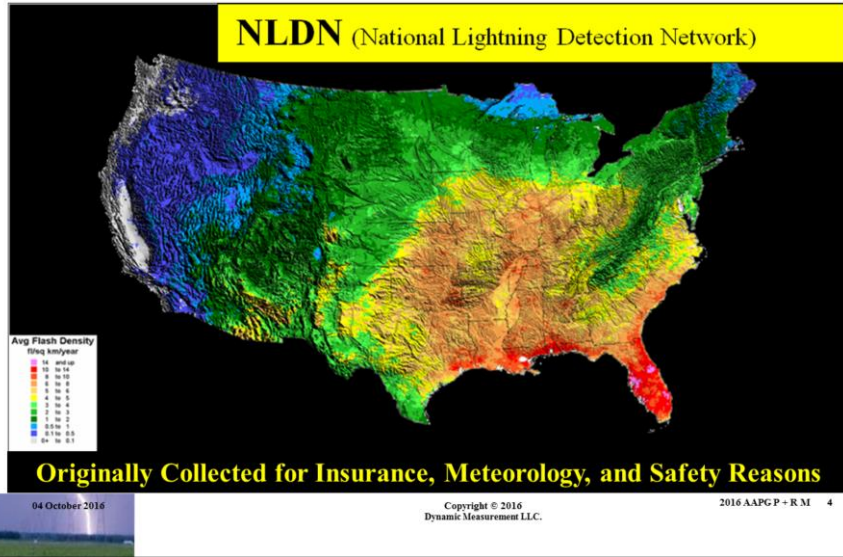 NLDN (National Lightning Detection Network)
Avg Flash Density
fl/sq km/year
14 and up
10 to 14
8 to 10
6 to 8
5 to 6
4 to 5
3 to 4
2 to 3
1 to 2
0.5 to 1
0.1 to 0.5
0+ to 0.1
Originally Collected for Insurance, Meteorology, and Safety Reasons
04 October 2016
Copyright © 2016
Dynamic Measurement LLC.
2016 AAPG P + R M 4